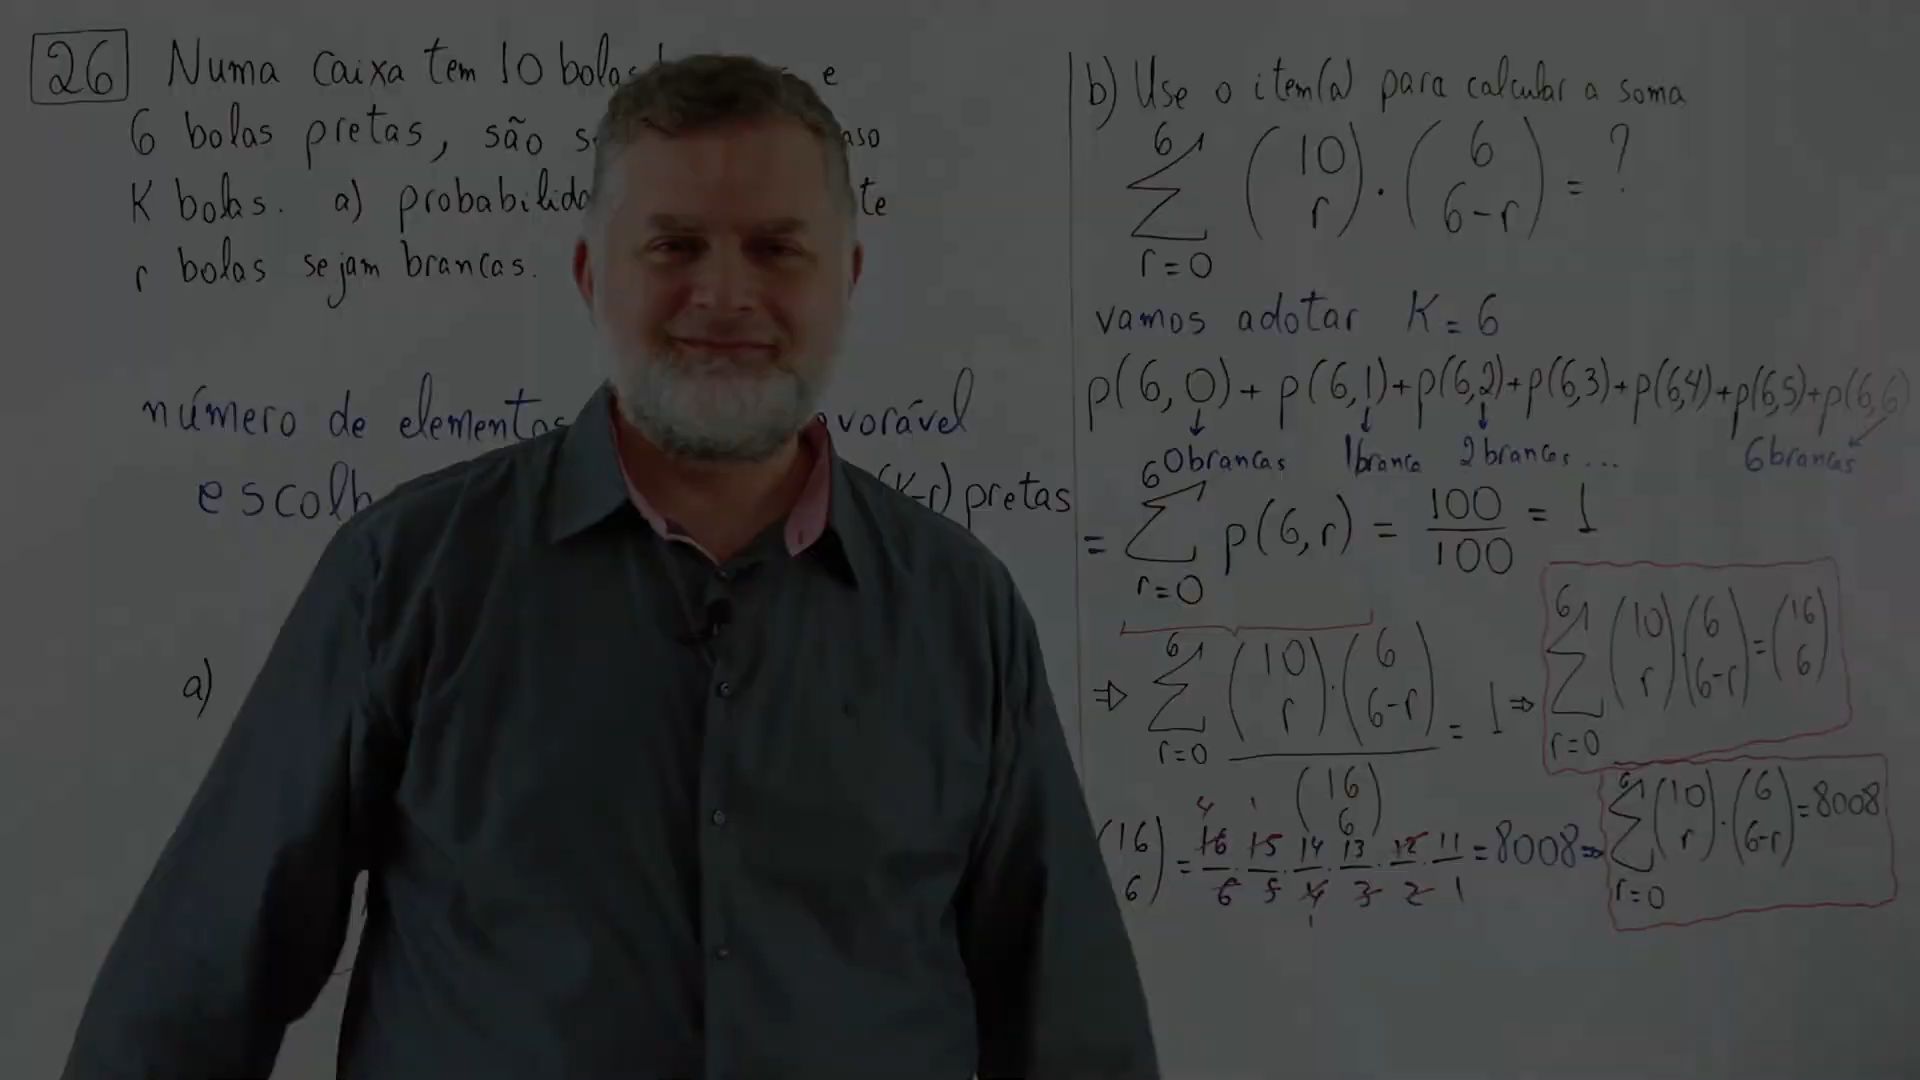 26 Numa caixa tem 10 bolas e
6 bolas pretas, são
K bolas. a) te
r bolas sejam brancas.
número de elementos
(K-r) pretas
a)
b) Use o item(a) para calcular a soma
6
∑ (10 r) · (6 6-r) = ?
r=0
vamos adotar K = 6
p(6,0) + p(6,1) + p(6,2) + p(6,3) + p(6,4) + p(6,5) + p(6,6)
0 brancas 1 branca 2 brancas ... 6 brancas
6
= ∑ p(6,r) = 100/100 = 1
r=0
6
⇒ ∑ (10 r) · (6 6-r) / (16 6) = 1 ⇒
r=0
6
∑ (10 r) (6 6-r) = (16 6)
r=0
4 1
(16 6) = 16/6 · 15/5 · 14/4 · 13/3 · 12/2 · 11/1 = 8008 ⇒
1
6
∑ (10 r) · (6 6-r) = 8008
r=0